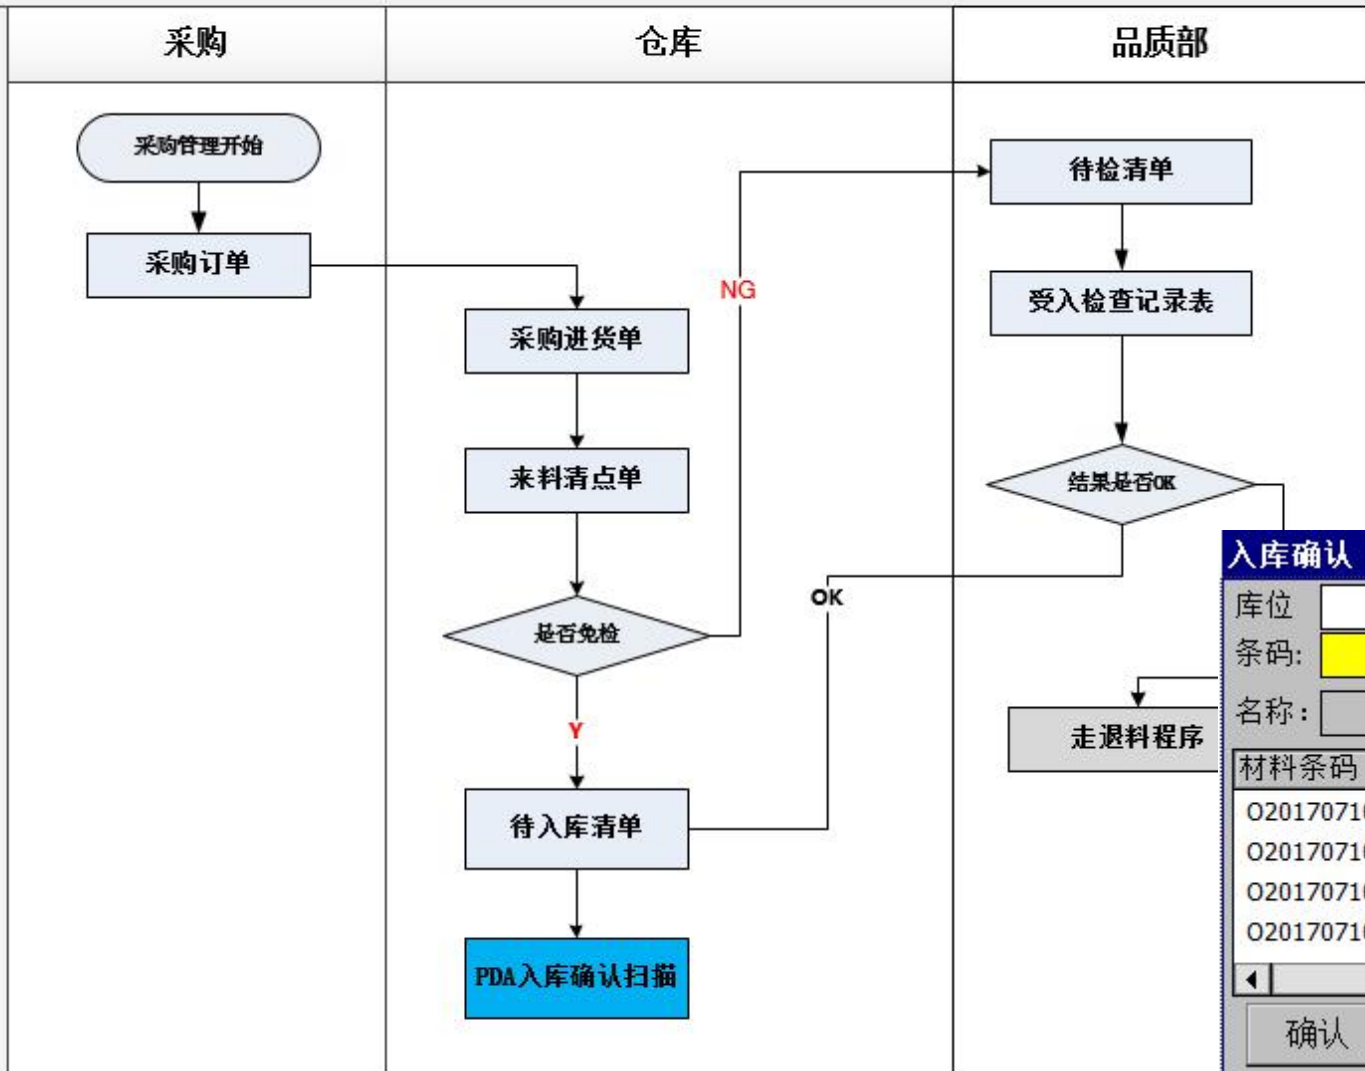 采购
仓库
品质部
采购管理开始
采购订单
采购进货单
来料清点单
是否免检
Y
NG
待入库清单
PDA入库确认扫描
待检清单
受入检查记录表
结果是否OK
OK
走退料程序
入库确认
库位
条码:
名称:
材料条码
O2017071
O2017071
O2017071
O2017071
确认